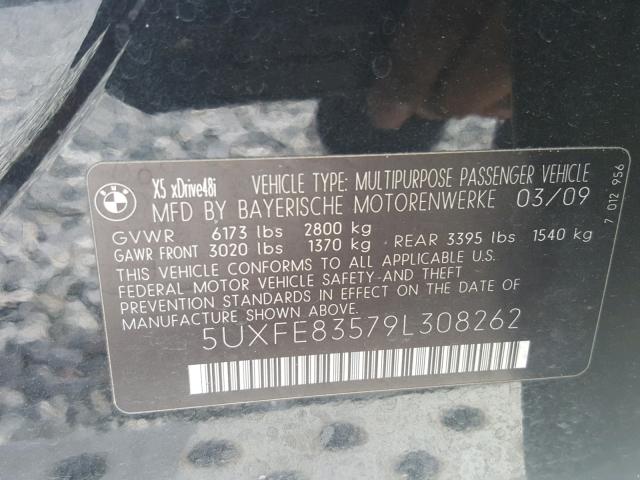 BMW
X5 xDrive48i
VEHICLE TYPE: MULTIPURPOSE PASSENGER VEHICLE
MFD BY BAYERISCHE MOTORENWERKE 03/09
GVWR 6173 lbs 2800 kg
GAWR FRONT 3020 lbs 1370 kg REAR 3395 lbs 1540 kg
THIS VEHICLE CONFORMS TO ALL APPLICABLE U.S.
FEDERAL MOTOR VEHICLE SAFETY-AND THEFT
PREVENTION STANDARDS IN EFFECT ON THE DATE OF
MANUFACTURE SHOWN ABOVE.
5UXFE83579L308262
7 012 956